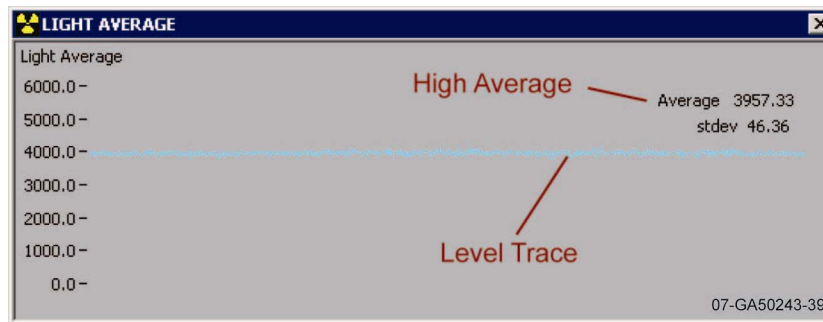 LIGHT AVERAGE
Light Average
6000.0
High Average
Average 3957.33
5000.0
stdev 46.36
4000.0
3000.0
2000.0
1000.0
Level Trace
0.0
07-GA50243-39